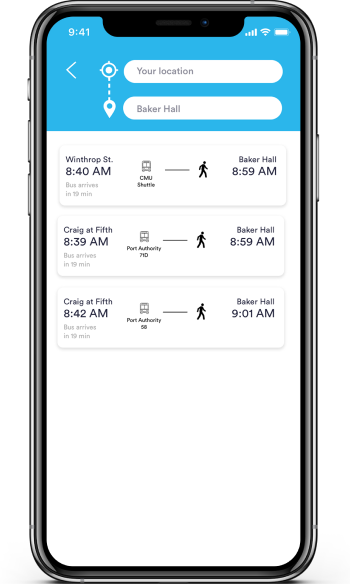 9:41
Your location
Baker Hall
Winthrop St.
8:40 AM
Bus arrives
in 19 min
CMU
Shuttle
Baker Hall
8:59 AM
Craig at Fifth
8:39 AM
Bus arrives
in 19 min
Port Authority
71D
Baker Hall
8:59 AM
Craig at Fifth
8:42 AM
Bus arrives
in 19 min
Port Authority
58
Baker Hall
9:01 AM